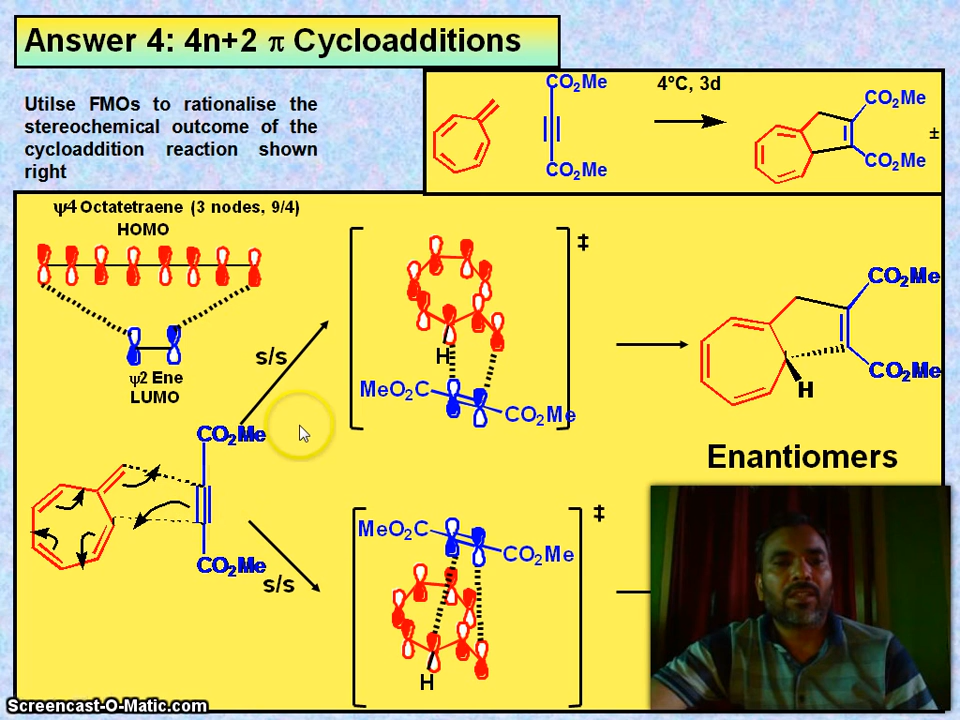 Answer 4: 4n+2 π Cycloadditions
Utilse FMOs to rationalise the
stereochemical outcome of the
cycloaddition reaction shown
right
CO₂Me
CO₂Me
4°C, 3d
CO₂Me
CO₂Me
±
ψ4 Octatetraene (3 nodes, 9/4)
HOMO
ψ2 Ene
LUMO
s/s
H
MeO₂C
CO₂Me
‡
CO₂Me
CO₂Me
H
Enantiomers
CO₂Me
CO₂Me
s/s
MeO₂C
CO₂Me
H
‡
Screencast-O-Matic.com